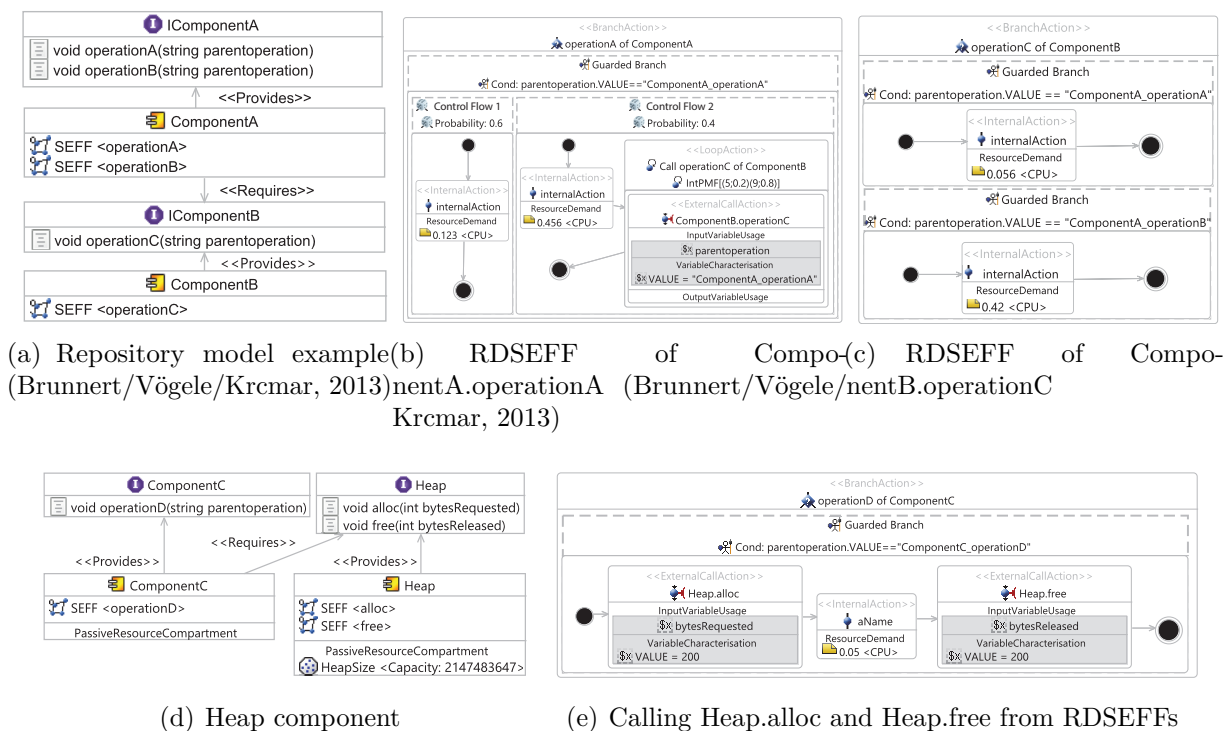 IComponentA
void operationA(string parentoperation)
void operationB(string parentoperation)
<<Provides>>
ComponentA
SEFF <operationA>
SEFF <operationB>
<<Requires>>
IComponentB
void operationC(string parentoperation)
<<Provides>>
ComponentB
SEFF <operationC>
(a) Repository model example
(Brunnert/Vögele/Krcmar, 2013)
<<BranchAction>>
operationA of ComponentA
Guarded Branch
Cond: parentoperation.VALUE=="ComponentA_operationA"
Control Flow 1
Probability: 0.6
<<InternalAction>>
internalAction
ResourceDemand
0.123 <CPU>
Control Flow 2
Probability: 0.4
<<InternalAction>>
internalAction
ResourceDemand
0.456 <CPU>
<<LoopAction>>
Call operationC of ComponentB
IntPMF[(5;0.2)(9;0.8)]
<<ExternalCallAction>>
ComponentB.operationC
InputVariableUsage
parentoperation
VariableCharacterisation
VALUE = "ComponentA_operationA"
OutputVariableUsage
(b) RDSEFF of Compo-
nentA.operationA (Brunnert/Vögele/
Krcmar, 2013)
<<BranchAction>>
operationC of ComponentB
Guarded Branch
Cond: parentoperation.VALUE == "ComponentA_operationA"
<<InternalAction>>
internalAction
ResourceDemand
0.056 <CPU>
Guarded Branch
Cond: parentoperation.VALUE == "ComponentA_operationB"
<<InternalAction>>
internalAction
ResourceDemand
0.42 <CPU>
(c) RDSEFF of Compo-
nentB.operationC
ComponentC
void operationD(string parentoperation)
Heap
void alloc(int bytesRequested)
void free(int bytesReleased)
<<Provides>>
<<Requires>>
<<Provides>>
ComponentC
SEFF <operationD>
PassiveResourceCompartment
Heap
SEFF <alloc>
SEFF <free>
PassiveResourceCompartment
HeapSize <Capacity: 2147483647>
(d) Heap component
<<BranchAction>>
operationD of ComponentC
Guarded Branch
Cond: parentoperation.VALUE=="ComponentC_operationD"
<<ExternalCallAction>>
Heap.alloc
InputVariableUsage
bytesRequested
VariableCharacterisation
VALUE = 200
<<InternalAction>>
aName
ResourceDemand
0.05 <CPU>
<<ExternalCallAction>>
Heap.free
InputVariableUsage
bytesReleased
VariableCharacterisation
VALUE = 200
(e) Calling Heap.alloc and Heap.free from RDSEFFs